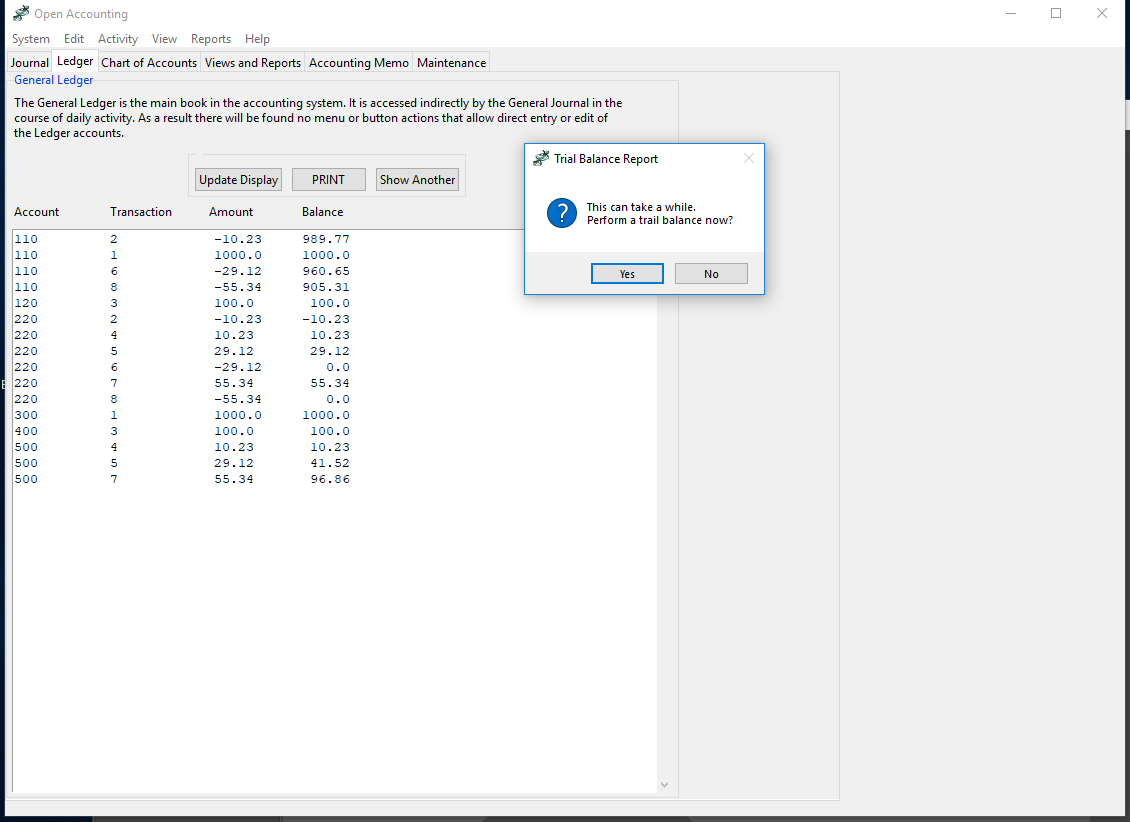 Open Accounting
System Edit Activity View Reports Help
Journal Ledger Chart of Accounts Views and Reports Accounting Memo Maintenance
General Ledger
The General Ledger is the main book in the accounting system. It is accessed indirectly by the General Journal in the
course of daily activity. As a result there will be found no menu or button actions that allow direct entry or edit of
the Ledger accounts.
Update Display PRINT Show Another
Account Transaction Amount Balance
110 2 -10.23 989.77
110 1 1000.0 1000.0
110 6 -29.12 960.65
110 8 -55.34 905.31
120 3 100.0 100.0
220 2 -10.23 -10.23
220 4 10.23 10.23
220 5 29.12 29.12
220 6 -29.12 0.0
220 7 55.34 55.34
220 8 -55.34 0.0
300 1 1000.0 1000.0
400 3 100.0 100.0
500 4 10.23 10.23
500 5 29.12 41.52
500 7 55.34 96.86
Trial Balance Report
This can take a while.
Perform a trail balance now?
Yes No